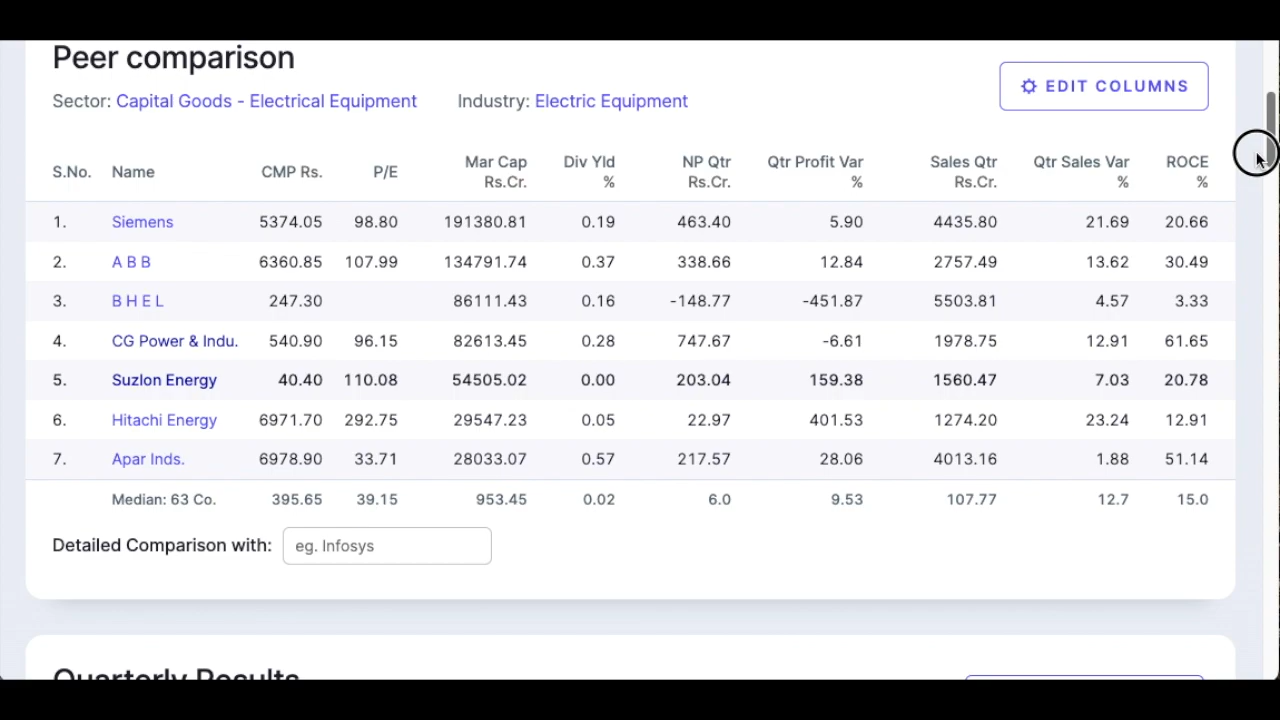 Peer comparison
Sector: Capital Goods - Electrical Equipment Industry: Electric Equipment
EDIT COLUMNS
S.No. Name CMP Rs. P/E Mar Cap Rs.Cr. Div Yld % NP Qtr Rs.Cr. Qtr Profit Var % Sales Qtr Rs.Cr. Qtr Sales Var % ROCE %
1. Siemens 5374.05 98.80 191380.81 0.19 463.40 5.90 4435.80 21.69 20.66
2. A B B 6360.85 107.99 134791.74 0.37 338.66 12.84 2757.49 13.62 30.49
3. B H E L 247.30 86111.43 0.16 -148.77 -451.87 5503.81 4.57 3.33
4. CG Power & Indu. 540.90 96.15 82613.45 0.28 747.67 -6.61 1978.75 12.91 61.65
5. Suzlon Energy 40.40 110.08 54505.02 0.00 203.04 159.38 1560.47 7.03 20.78
6. Hitachi Energy 6971.70 292.75 29547.23 0.05 22.97 401.53 1274.20 23.24 12.91
7. Apar Inds. 6978.90 33.71 28033.07 0.57 217.57 28.06 4013.16 1.88 51.14
Median: 63 Co. 395.65 39.15 953.45 0.02 6.0 9.53 107.77 12.7 15.0
Detailed Comparison with: eg. Infosys
Quarterly Results